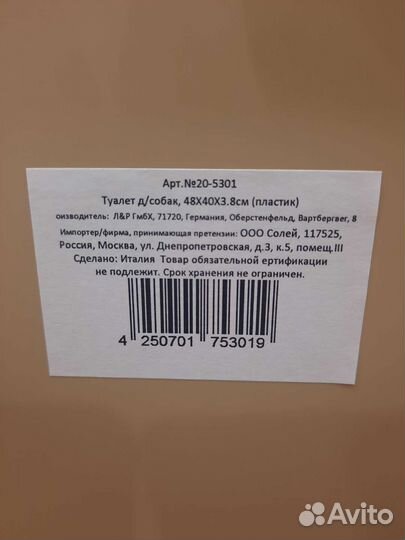 Арт.№20-5301
Туалет д/собак, 48X40X3.8см (пластик)
оизводитель: Л&Р ГмбХ, 71720, Германия, Оберстенфельд, Вартбергвег, 8
Импортер/фирма, принимающая претензии: ООО Солей, 117525,
Россия, Москва, ул. Днепропетровская, д.3, к.5, помещ.III
Сделано: Италия Товар обязательной ертификации
не подлежит. Срок хранения не ограничен.
4 250701 753019
Avito